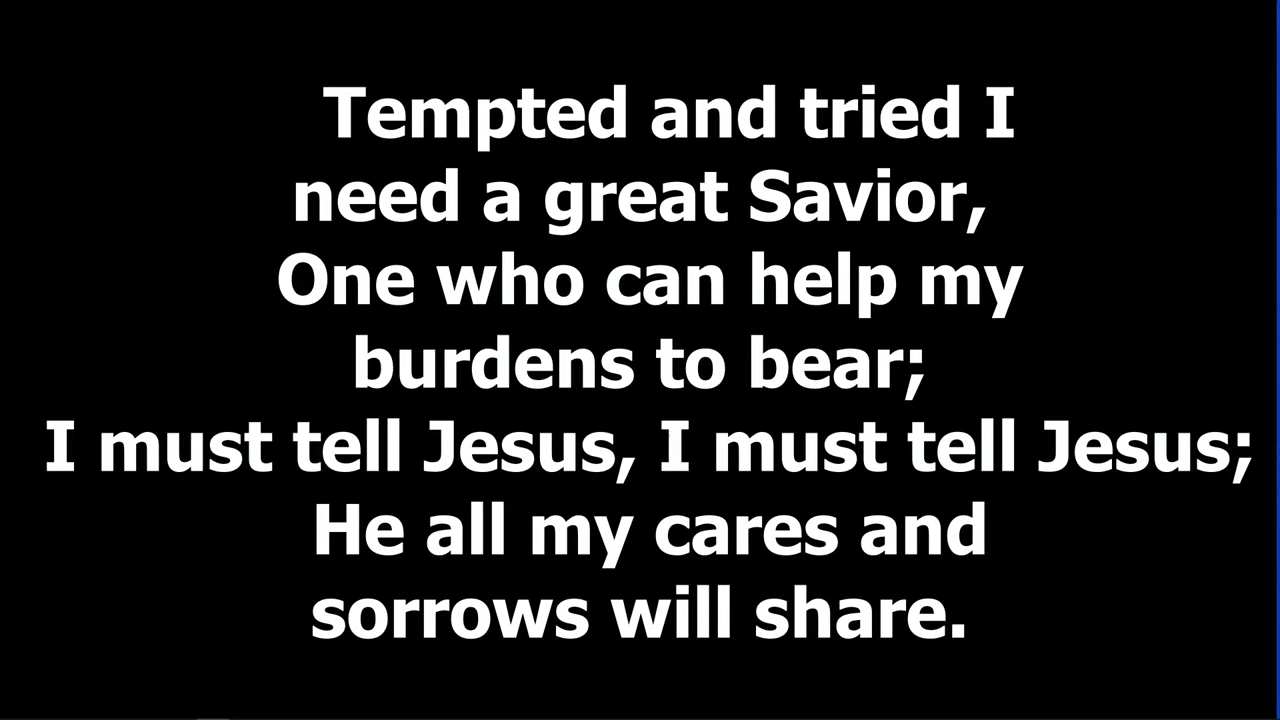 Tempted and tried I
need a great Savior,
One who can help my
burdens to bear;
I must tell Jesus, I must tell Jesus;
He all my cares and
sorrows will share.